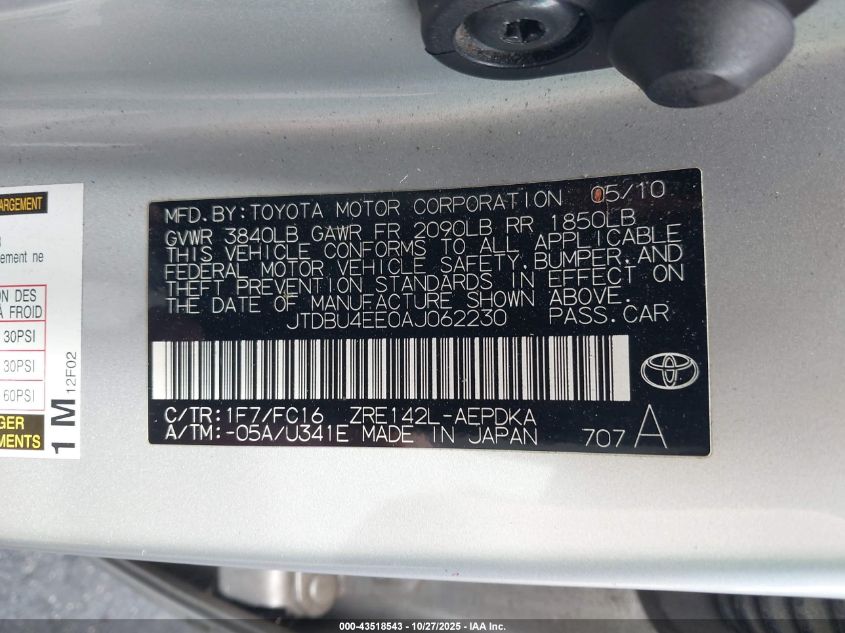 ARGEMENT
ement ne
ION DES
À FROID
30PSI
30PSI
60PSI
GER
MENTS
1 M 12F02
MFD. BY: TOYOTA MOTOR CORPORATION 05/10
GVWR 3840LB GAWR FR 2090LB RR 1850LB
THIS VEHICLE CONFORMS TO ALL APPLICABLE
FEDERAL MOTOR VEHICLE SAFETY, BUMPER, AND
THEFT PREVENTION STANDARDS IN EFFECT ON
THE DATE OF MANUFACTURE SHOWN ABOVE.
JTDBU4EE0AJ062230 PASS. CAR
C/TR: 1F7/FC16 ZRE142L-AEPDKA
A/TM: -05A/U341E MADE IN JAPAN 707 A
000-43518543 | 10/27/2025 - IAA Inc.